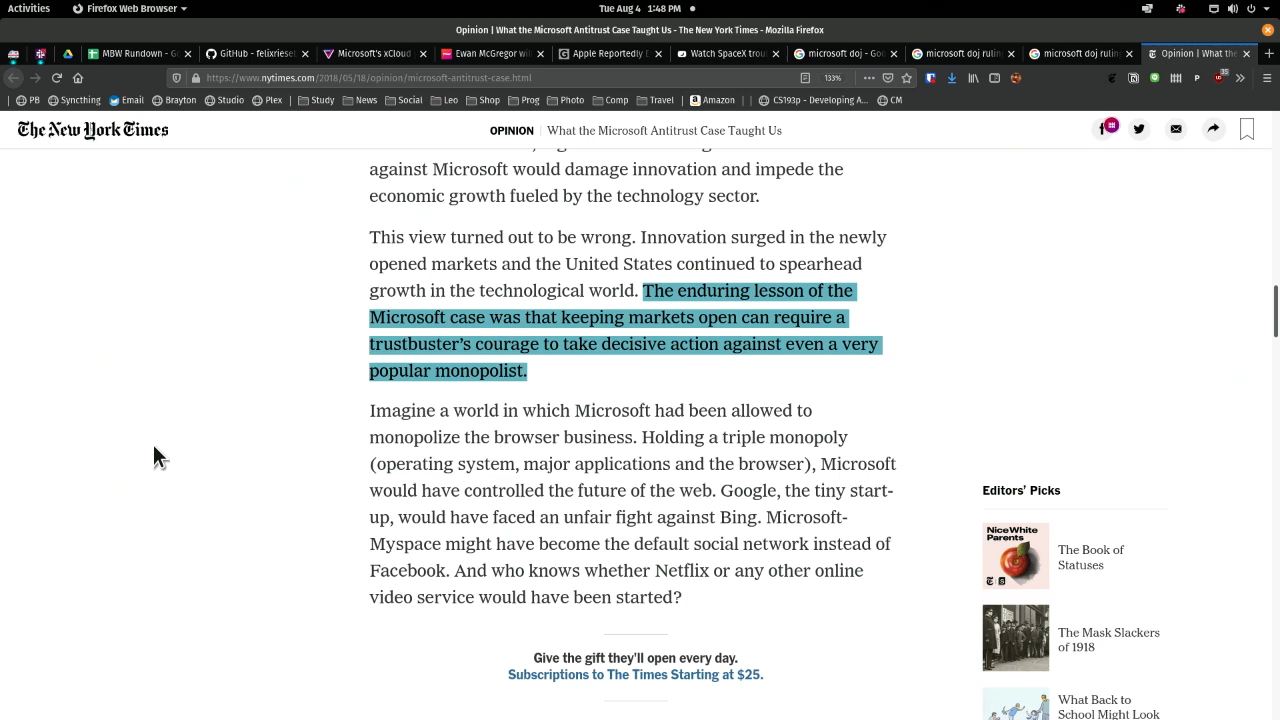 Activities
Firefox Web Browser
Tue Aug 4 1:48 PM
Opinion | What the Microsoft Antitrust Case Taught Us - The New York Times - Mozilla Firefox
MBW Rundown - Go
GitHub - felixrieseb
Microsoft's xCloud
Ewan McGregor wil
Apple Reportedly E
Watch SpaceX trou
microsoft doj - Goo
microsoft doj ruling
microsoft doj ruling
Opinion | What the
https://www.nytimes.com/2018/05/18/opinion/microsoft-antitrust-case.html
133%
35
PB
Syncthing
Email
Brayton
Studio
Plex
Study
News
Social
Leo
Shop
Prog
Photo
Comp
Travel
Amazon
CS193p - Developing A...
CM
The New York Times
OPINION | What the Microsoft Antitrust Case Taught Us
against Microsoft would damage innovation and impede the
economic growth fueled by the technology sector.
This view turned out to be wrong. Innovation surged in the newly
opened markets and the United States continued to spearhead
growth in the technological world. The enduring lesson of the
Microsoft case was that keeping markets open can require a
trustbuster's courage to take decisive action against even a very
popular monopolist.
Imagine a world in which Microsoft had been allowed to
monopolize the browser business. Holding a triple monopoly
(operating system, major applications and the browser), Microsoft
would have controlled the future of the web. Google, the tiny start-
up, would have faced an unfair fight against Bing. Microsoft-
Myspace might have become the default social network instead of
Facebook. And who knows whether Netflix or any other online
video service would have been started?
Give the gift they'll open every day.
Subscriptions to The Times Starting at $25.
Editors' Picks
Nice White
Parents
The Book of
Statuses
The Mask Slackers
of 1918
What Back to
School Might Look